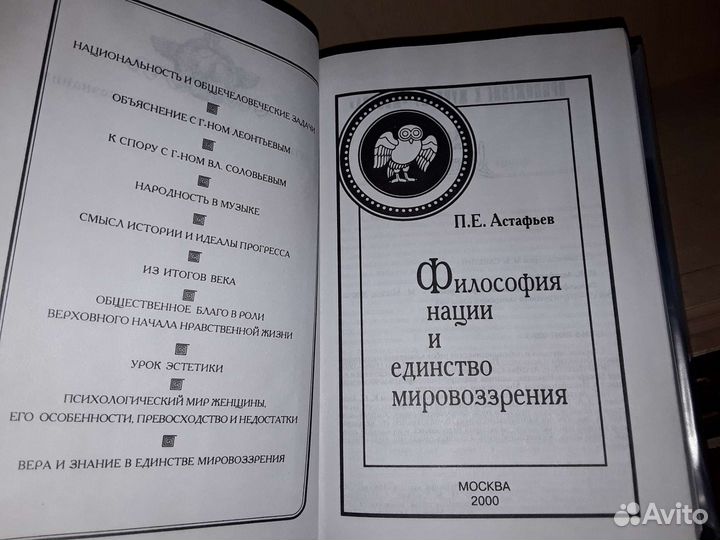 НАЦИОНАЛЬНОСТЬ И ОБЩЕЧЕЛОВЕЧЕСКИЕ ЗАДАЧИ
ОБЪЯСНЕНИЕ С Г-НОМ ЛЕОНТЬЕВЫМ
К СПОРУ С Г-НОМ ВЛ. СОЛОВЬЕВЫМ
НАРОДНОСТЬ В МУЗЫКЕ
СМЫСЛ ИСТОРИИ И ИДЕАЛЫ ПРОГРЕССА
ИЗ ИТОГОВ ВЕКА
ОБЩЕСТВЕННОЕ БЛАГО В РОЛИ
ВЕРХОВНОГО НАЧАЛА НРАВСТВЕННОЙ ЖИЗНИ
УРОК ЭСТЕТИКИ
ПСИХОЛОГИЧЕСКИЙ МИР ЖЕНЩИНЫ,
ЕГО ОСОБЕННОСТИ, ПРЕВОСХОДСТВО И НЕДОСТАТКИ
ВЕРА И ЗНАНИЕ В ЕДИНСТВЕ МИРОВОЗЗРЕНИЯ
П.Е. Астафьев
Философия
нации
и
единство
мировоззрения
МОСКВА
2000
Avito